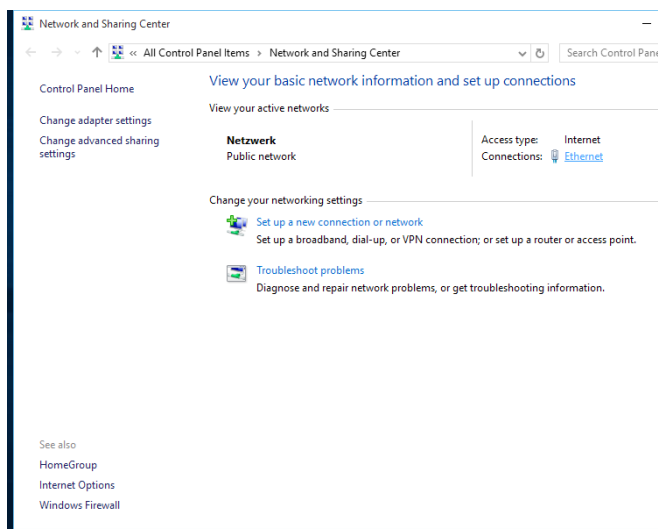 Network and Sharing Center
« All Control Panel Items > Network and Sharing Center
Search Control Pane
Control Panel Home
Change adapter settings
Change advanced sharing
settings
View your basic network information and set up connections
View your active networks
Netzwerk
Public network
Access type: Internet
Connections: Ethernet
Change your networking settings
Set up a new connection or network
Set up a broadband, dial-up, or VPN connection; or set up a router or access point.
Troubleshoot problems
Diagnose and repair network problems, or get troubleshooting information.
See also
HomeGroup
Internet Options
Windows Firewall